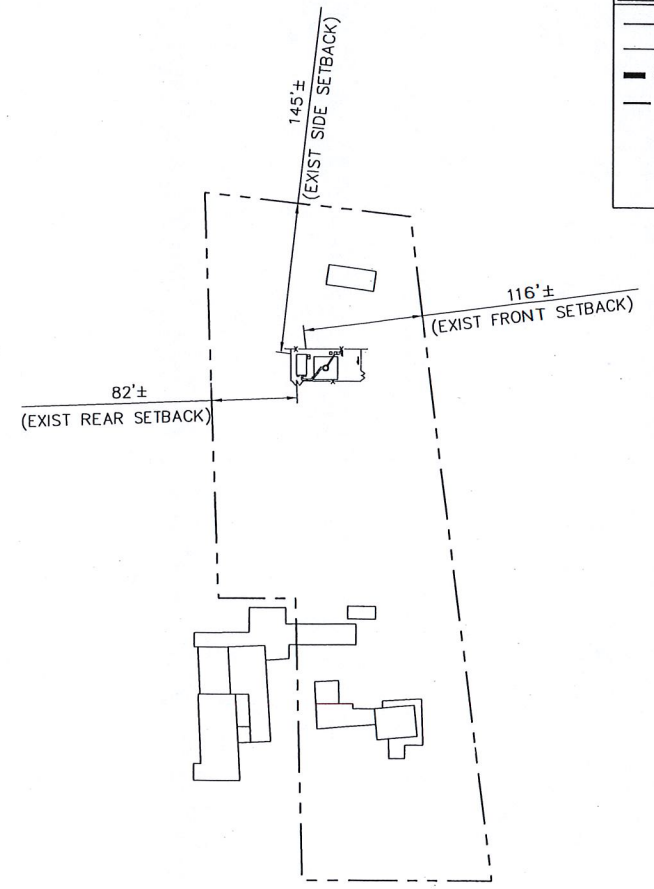 145'±
(EXIST SIDE SETBACK)
116'±
(EXIST FRONT SETBACK)
82'±
(EXIST REAR SETBACK)